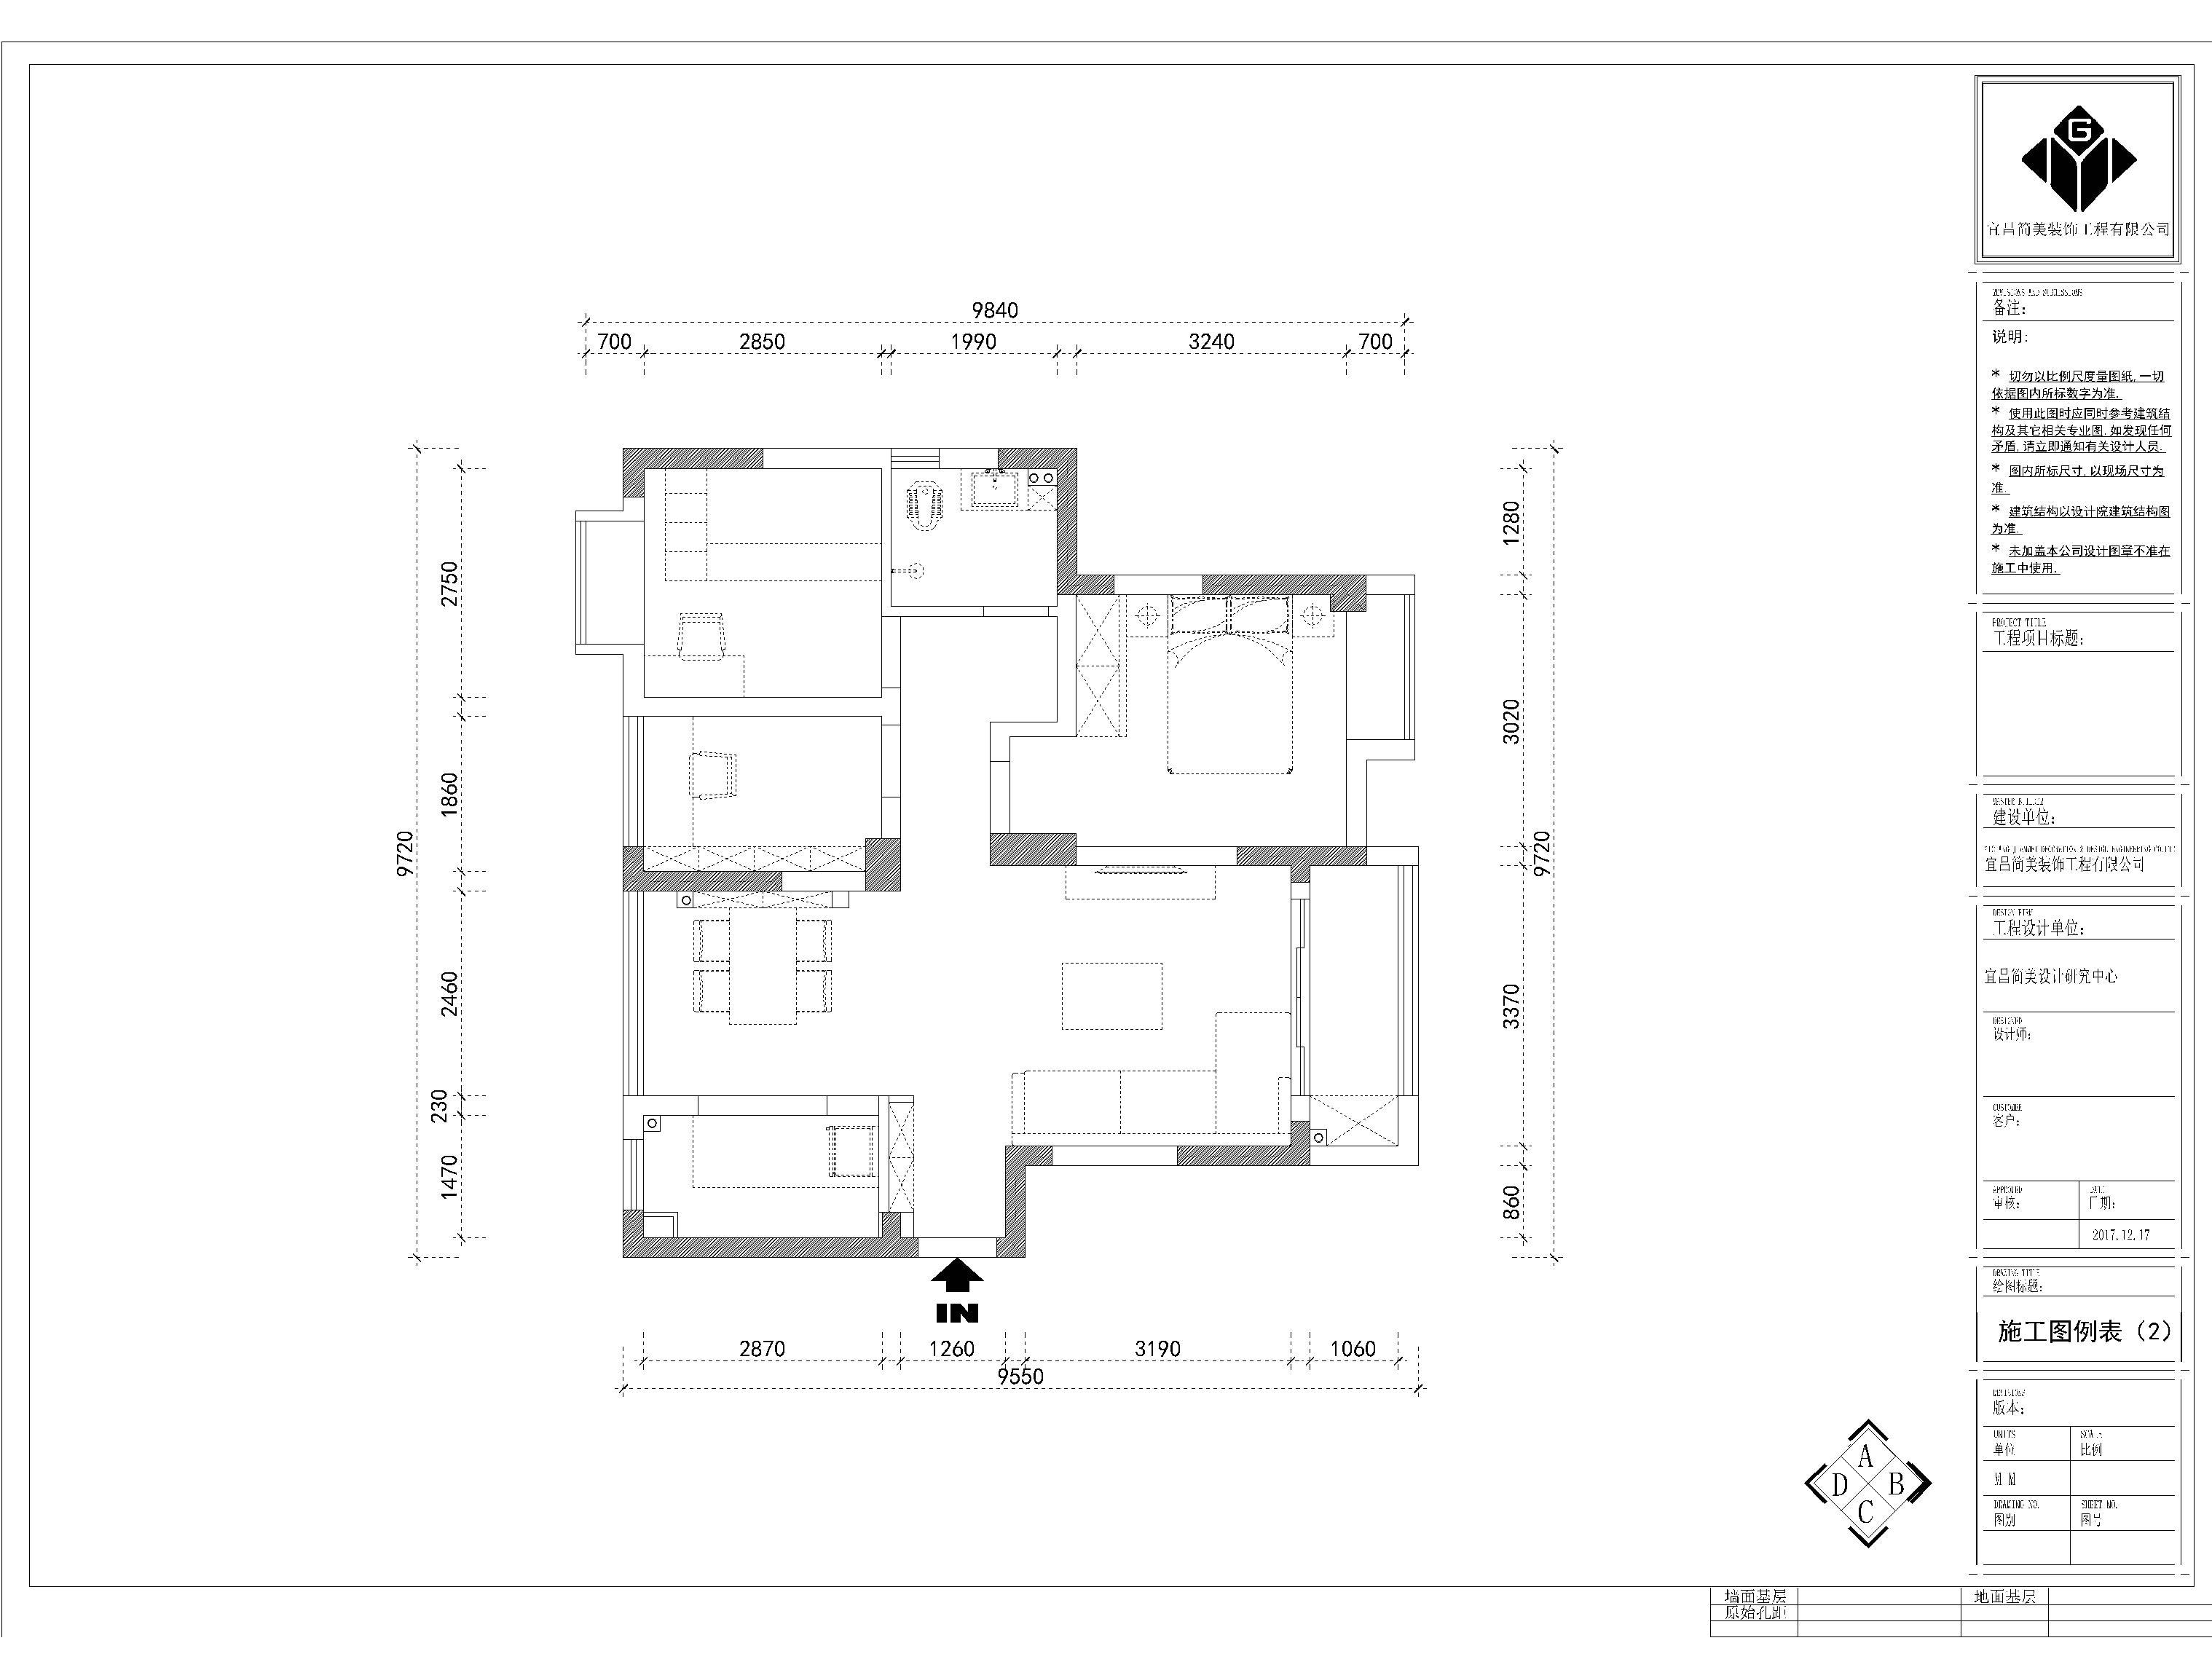 G
宜昌简美装饰工程有限公司
备注：
说明：
* 切勿以比例尺度量图纸,一切
依据图内所标数字为准.
* 使用此图时应同时参考建筑结
构及其它相关专业图.如发现任何
矛盾,请立即通知有关设计人员.
* 图内所标尺寸,以现场尺寸为
准.
* 建筑结构以设计院建筑结构图
为准.
* 未加盖本公司设计图章不准在
施工中使用.
PROJECT TITLE
工程项目标题：
建设单位：
宜昌简美装饰工程有限公司
DESIGN FIRM
工程设计单位：
宜昌简美设计研究中心
DESIGNED
设计师：
CUSTOMER
客户：
APPROVED
审核：
DATE
日期：
2017.12.17
DRAWING TITLE
绘图标题：
施工图例表（2）
REVISIONS
版本：
UNITS
单位
SCALE
比例
M M
DRAWING NO.
图别
SHEET NO.
图号
9840
700 2850 1990 3240 700
9720
2750
1860
2460
230
1470
1280
3020
3370
860
9720
IN
2870 1260 3190 1060
9550
A
D B
C
墙面基层 地面基层
原始孔距